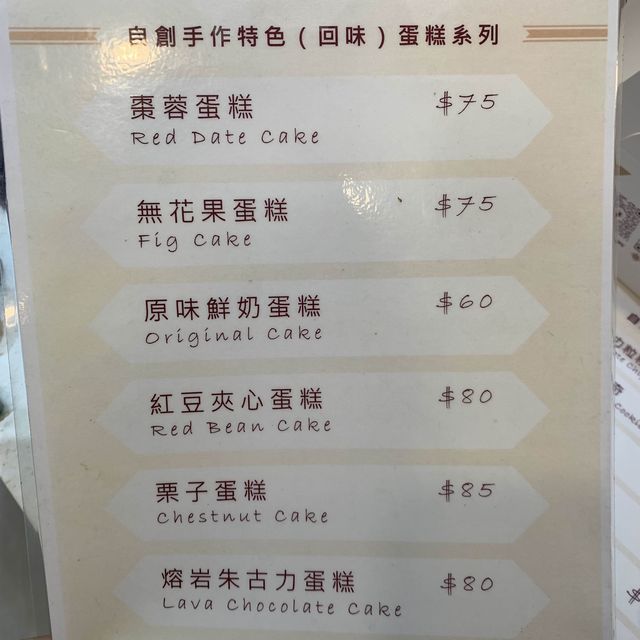 自創手作特色(回味)蛋糕系列
棗蓉蛋糕 $75
Red Date Cake
無花果蛋糕 $75
Fig Cake
原味鮮奶蛋糕 $60
Original Cake
紅豆夾心蛋糕 $80
Red Bean Cake
栗子蛋糕 $85
Chestnut Cake
熔岩朱古力蛋糕 $80
Lava Chocolate Cake